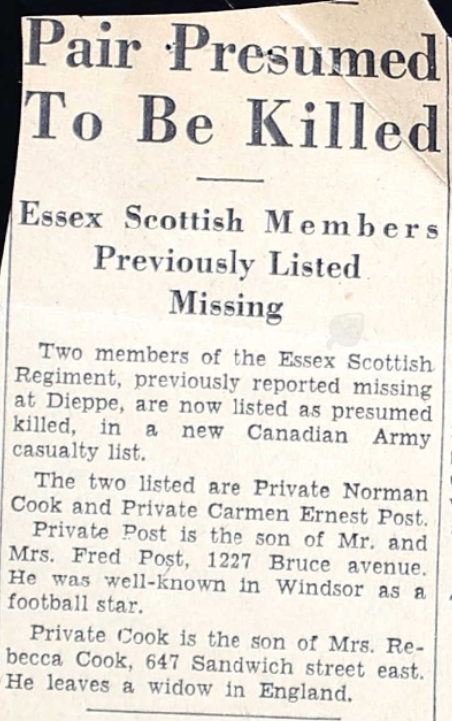 Pair Presumed
To Be Killed
Essex Scottish Members
Previously Listed
Missing
Two members of the Essex Scottish
Regiment, previously reported missing
at Dieppe, are now listed as presumed
killed, in a new Canadian Army
casualty list.
The two listed are Private Norman
Cook and Private Carmen Ernest Post.
Private Post is the son of Mr. and
Mrs. Fred Post, 1227 Bruce avenue.
He was well-known in Windsor as a
football star.
Private Cook is the son of Mrs. Re-
becca Cook, 647 Sandwich street east.
He leaves a widow in England.